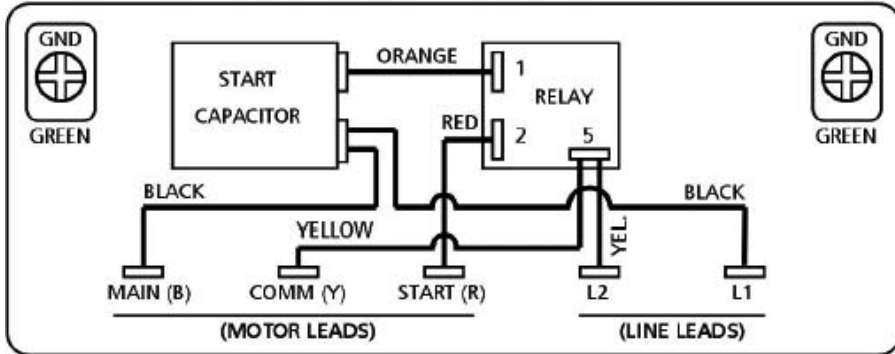 GND
GREEN
START
CAPACITOR
ORANGE
RED
1
RELAY
2
5
GND
GREEN
BLACK
BLACK
YELLOW
YEL.
MAIN (B)
COMM (Y)
START (R)
L2
L1
(MOTOR LEADS)
(LINE LEADS)